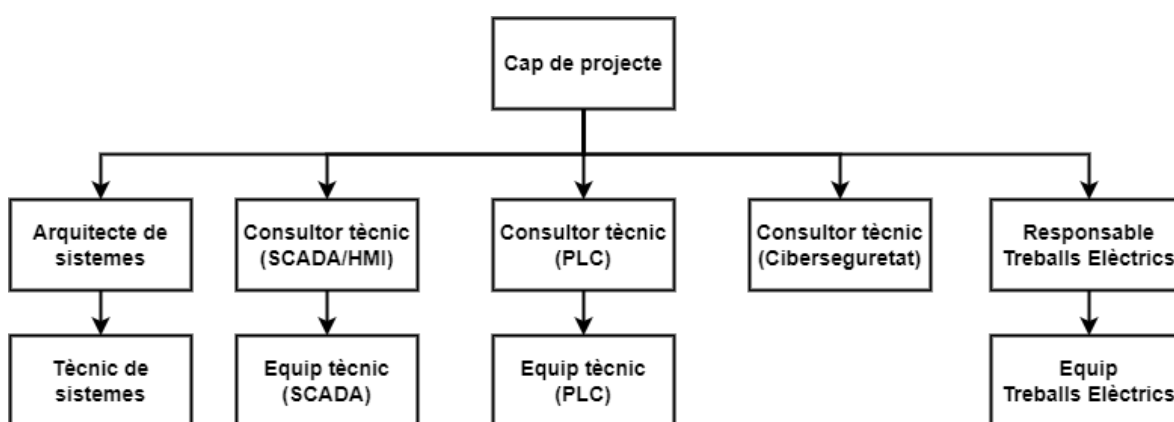 Cap de projecte
Arquitecte de
sistemes
Consultor tècnic
(SCADA/HMI)
Consultor tècnic
(PLC)
Consultor tècnic
(Ciberseguretat)
Responsable
Treballs Elèctrics
Tècnic de
sistemes
Equip tècnic
(SCADA)
Equip tècnic
(PLC)
Equip
Treballs Elèctrics